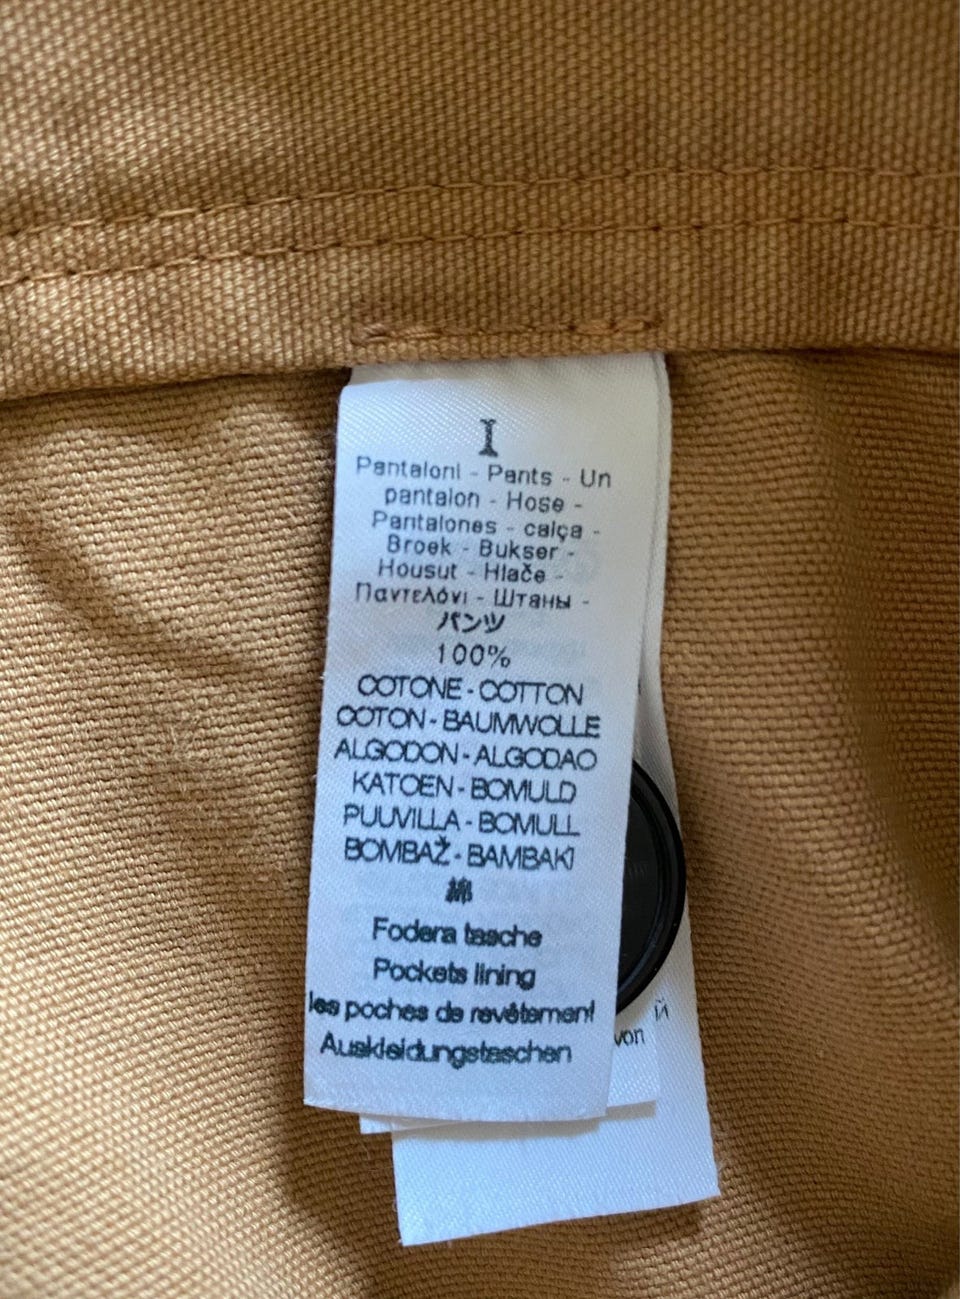 I
Pantaloni - Pants - Un
pantalon - Hose -
Pantalones - calça -
Broek - Bukser -
Housut - Hlače -
Παντελόνι - Штаны -
パンツ
100%
COTONE - COTTON
COTON - BAUMWOLLE
ALGODON - ALGODAO
KATOEN - BOMULD
PUUVILLA - BOMULL
BOMBAŽ - BAMBAKI
綿
Fodera tasche
Pockets lining
les poches de revêtement
Auskleidungstaschen
й
von